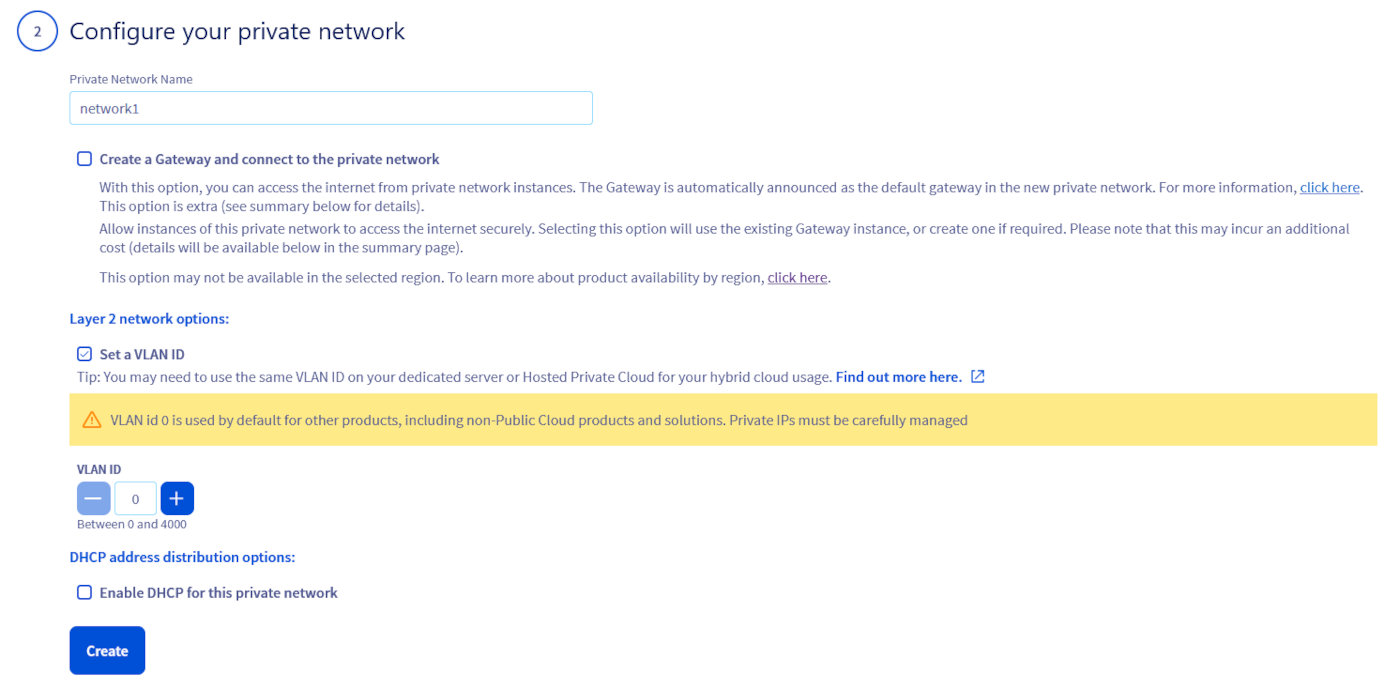 2 Configure your private network
Private Network Name
network1
Create a Gateway and connect to the private network
With this option, you can access the internet from private network instances. The Gateway is automatically announced as the default gateway in the new private network. For more information, click here.
This option is extra (see summary below for details).
Allow instances of this private network to access the internet securely. Selecting this option will use the existing Gateway instance, or create one if required. Please note that this may incur an additional
cost (details will be available below in the summary page).
This option may not be available in the selected region. To learn more about product availability by region, click here.
Layer 2 network options:
Set a VLAN ID
Tip: You may need to use the same VLAN ID on your dedicated server or Hosted Private Cloud for your hybrid cloud usage. Find out more here.
VLAN id 0 is used by default for other products, including non-Public Cloud products and solutions. Private IPs must be carefully managed
VLAN ID
0
Between 0 and 4000
DHCP address distribution options:
Enable DHCP for this private network
Create